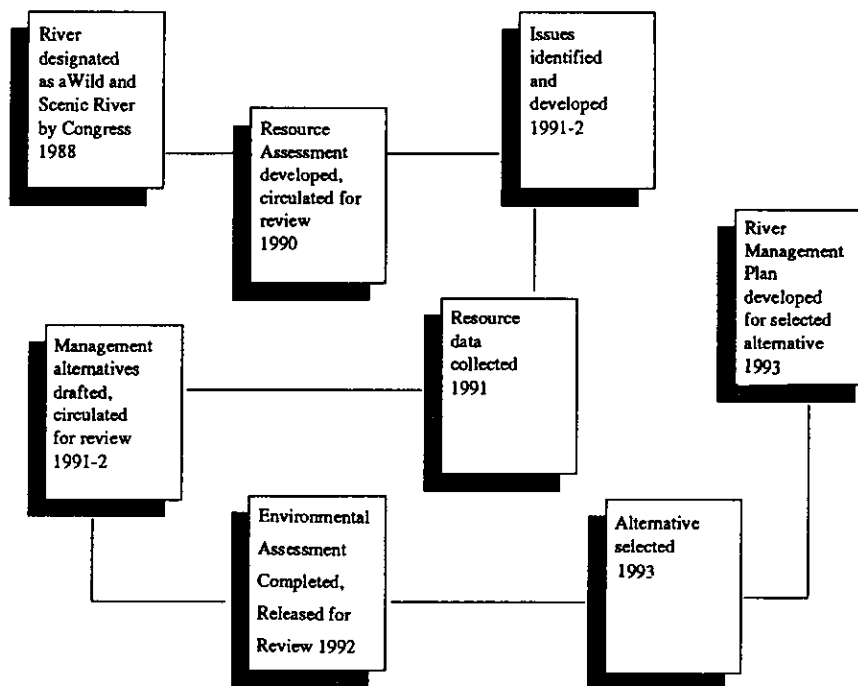 River
designated
as aWild and
Scenic River
by Congress
1988
Resource
Assessment
developed,
circulated for
review
1990
Issues
identified
and
developed
1991-2
Resource
data
collected
1991
Management
alternatives
drafted,
circulated
for review
1991-2
Environmental
Assessment
Completed,
Released for
Review 1992
Alternative
selected
1993
River
Management
Plan
developed
for selected
alternative
1993